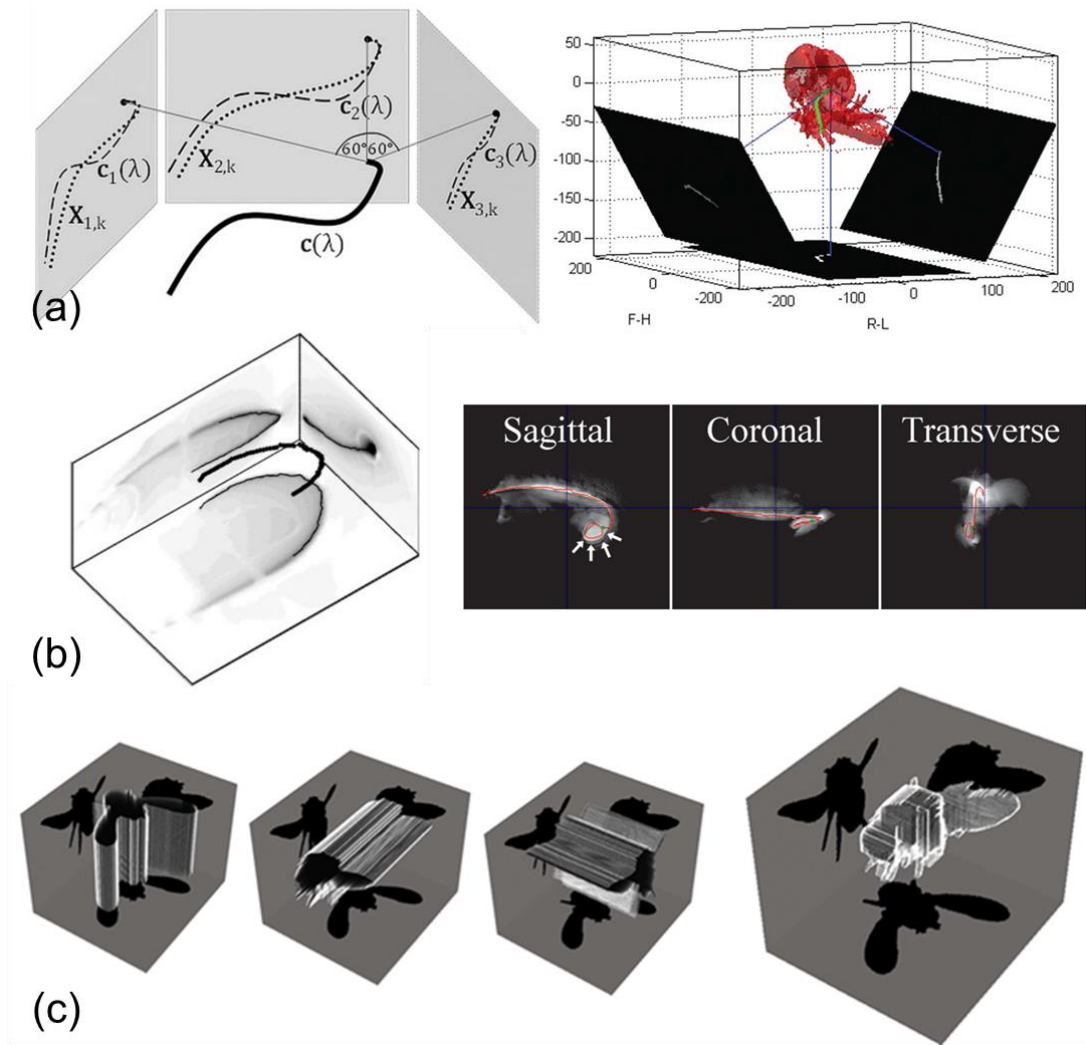 c₁(λ)
X₁,ₖ
c₂(λ)
X₂,ₖ
60°60°
c₃(λ)
X₃,ₖ
c(λ)
(a)
50
0
-50
-100
-150
-200
200
0
-200
F-H
-200
-100
0
100
200
R-L
(b)
Sagittal
Coronal
Transverse
(c)